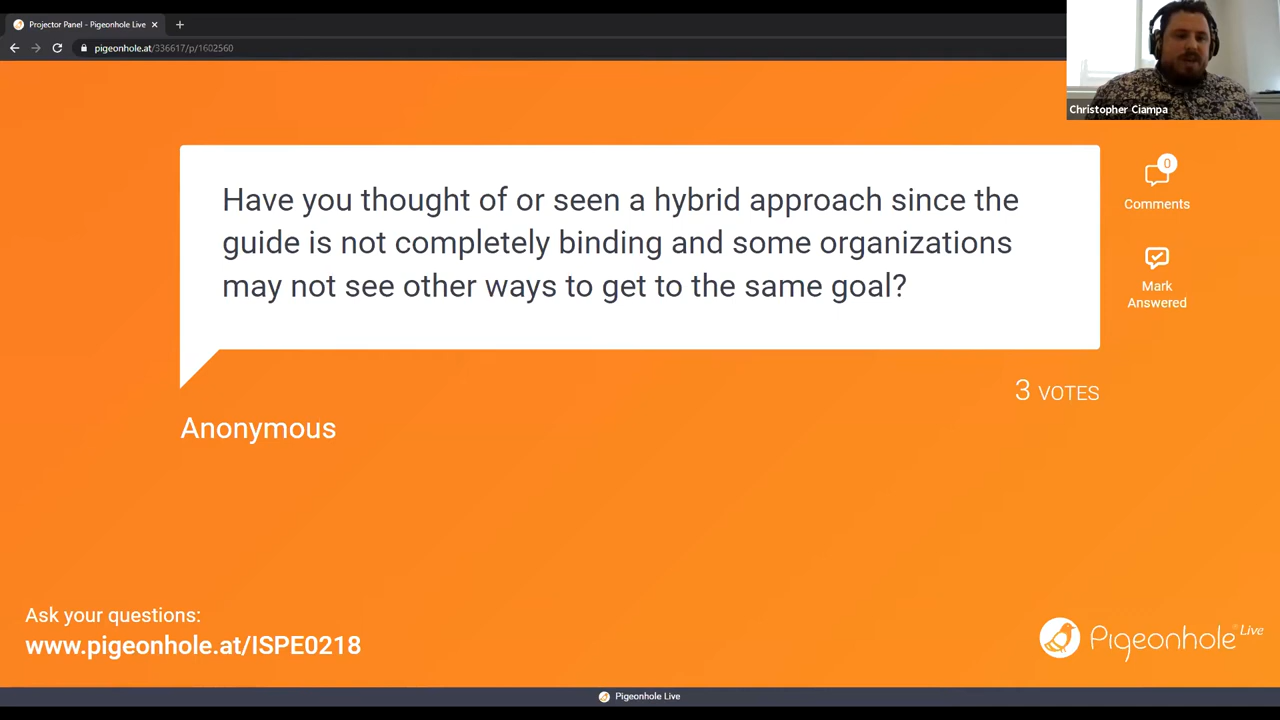 Projector Panel - Pigeonhole Live
pigeonhole.at/336617/p/1602560
Christopher Ciampa
Have you thought of or seen a hybrid approach since the
guide is not completely binding and some organizations
may not see other ways to get to the same goal?
0
Comments
Mark
Answered
3 VOTES
Anonymous
Ask your questions:
www.pigeonhole.at/ISPE0218
Pigeonhole Live
Pigeonhole Live